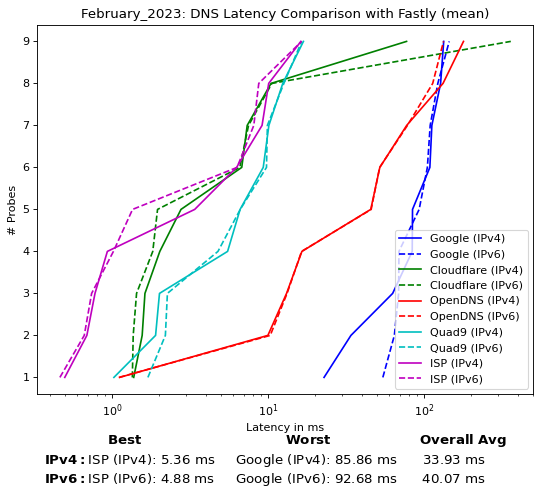 February_2023: DNS Latency Comparison with Fastly (mean)
# Probes
9
8
7
6
5
4
3
2
1
Google (IPv4)
Google (IPv6)
Cloudflare (IPv4)
Cloudflare (IPv6)
OpenDNS (IPv4)
OpenDNS (IPv6)
Quad9 (IPv4)
Quad9 (IPv6)
ISP (IPv4)
ISP (IPv6)
10⁰ 10¹ 10²
Latency in ms
Best Worst Overall Avg
IPv4: ISP (IPv4): 5.36 ms Google (IPv4): 85.86 ms 33.93 ms
IPv6: ISP (IPv6): 4.88 ms Google (IPv6): 92.68 ms 40.07 ms